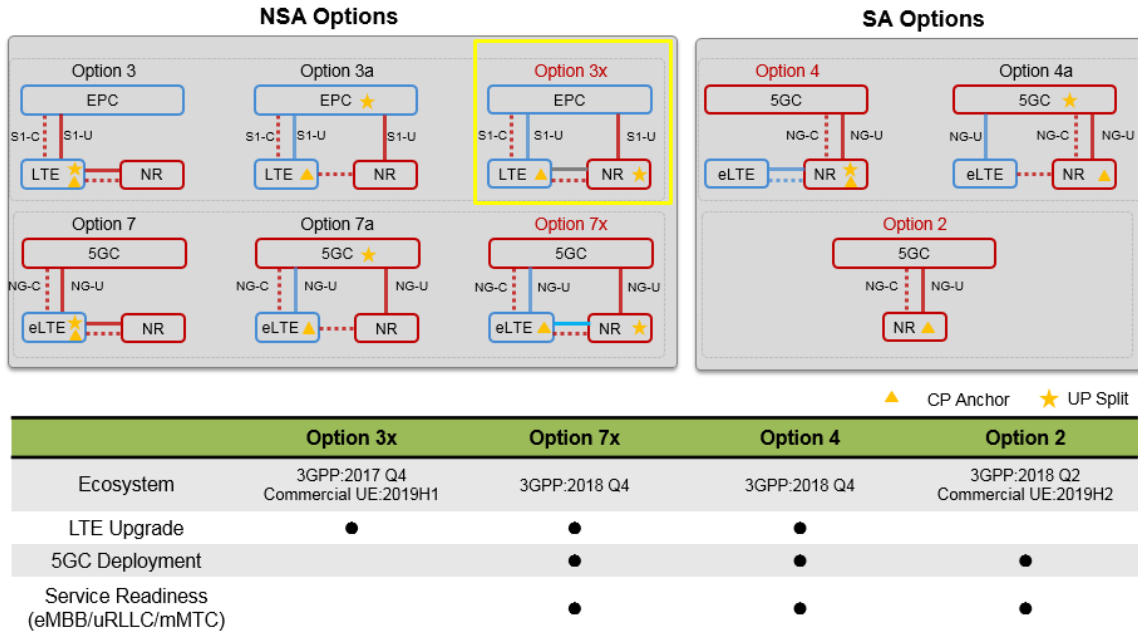 NSA Options
SA Options
Option 3
Option 3a
Option 3x
Option 4
Option 4a
EPC
EPC
EPC
5GC
5GC
S1-C
S1-U
S1-C
S1-U
S1-U
S1-C
S1-U
S1-U
NG-C
NG-U
NG-U
NG-C
NG-U
LTE
NR
LTE
NR
LTE
NR
eLTE
NR
eLTE
NR
Option 7
Option 7a
Option 7x
Option 2
5GC
5GC
5GC
5GC
NG-C
NG-U
NG-C
NG-U
NG-U
NG-C
NG-U
NG-U
NG-C
NG-U
eLTE
NR
eLTE
NR
eLTE
NR
NR
CP Anchor
UP Split
Option 3x
Option 7x
Option 4
Option 2
Ecosystem
3GPP:2017 Q4
Commercial UE:2019H1
3GPP:2018 Q4
3GPP:2018 Q4
3GPP:2018 Q2
Commercial UE:2019H2
LTE Upgrade
5GC Deployment
Service Readiness
(eMBB/uRLLC/mMTC)